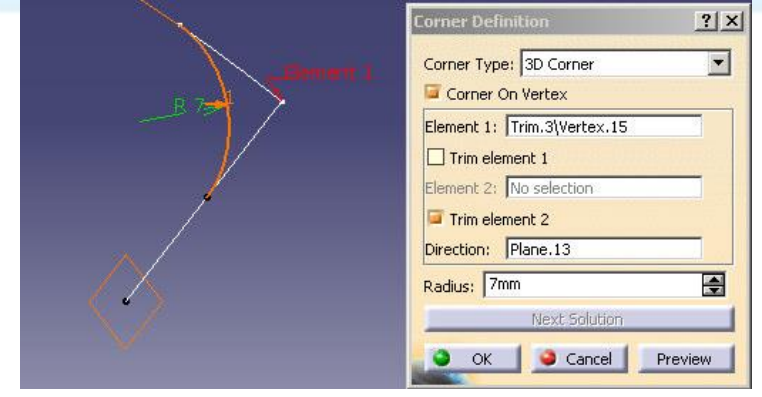 Element 1
R 7
1
Corner Definition
Corner Type: 3D Corner
Corner On Vertex
Element 1: Trim.3\Vertex.15
Trim element 1
Element 2: No selection
Trim element 2
Direction: Plane.13
Radius: 7mm
Next Solution
OK Cancel Preview